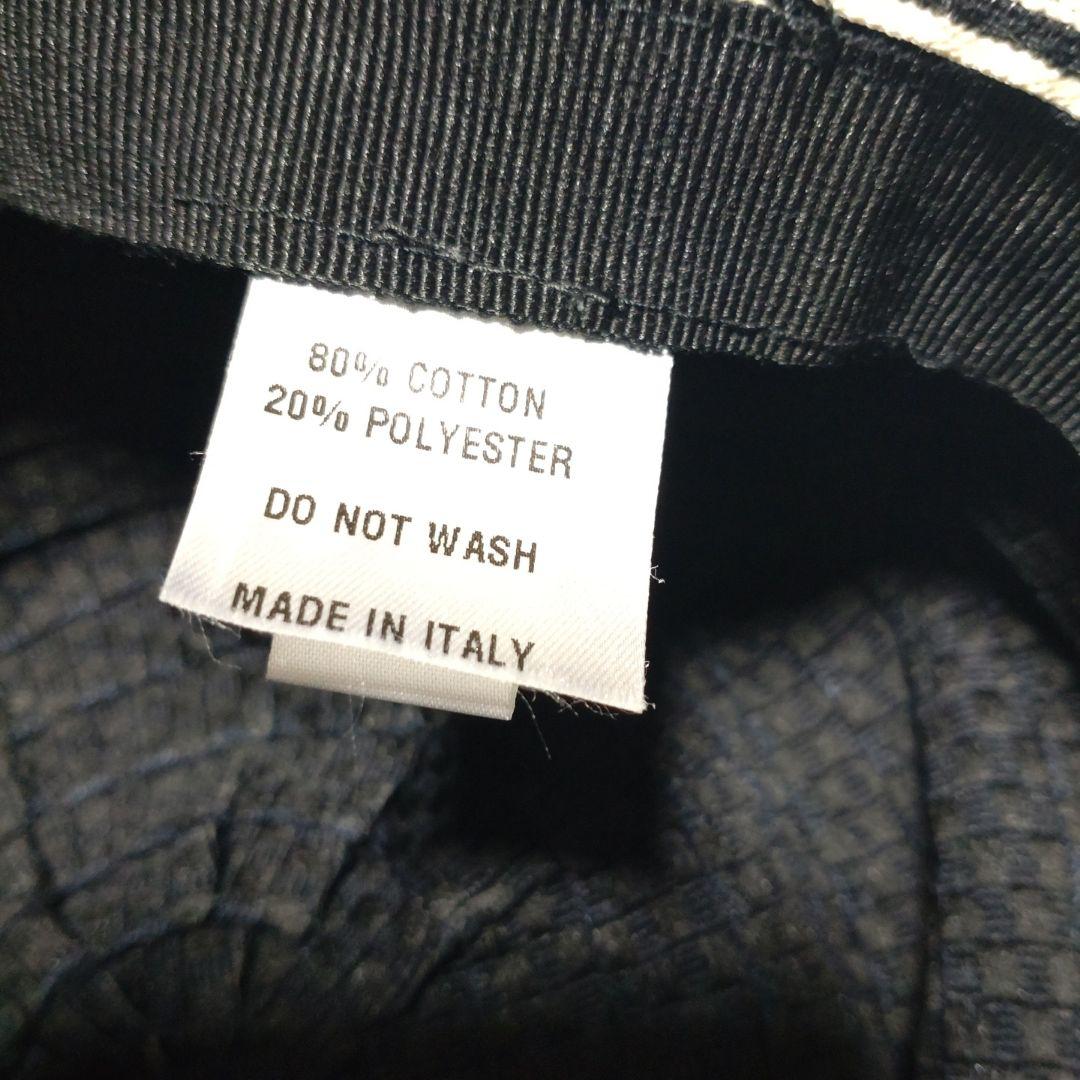 80% COTTON
20% POLYESTER
DO NOT WASH
MADE IN ITALY